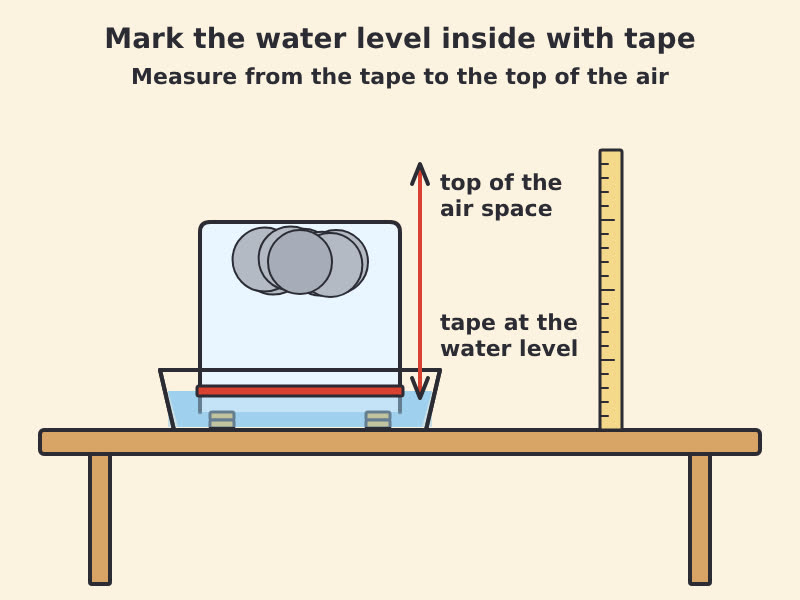 Mark the water level inside with tape
Measure from the tape to the top of the air
top of the
air space
tape at the
water level